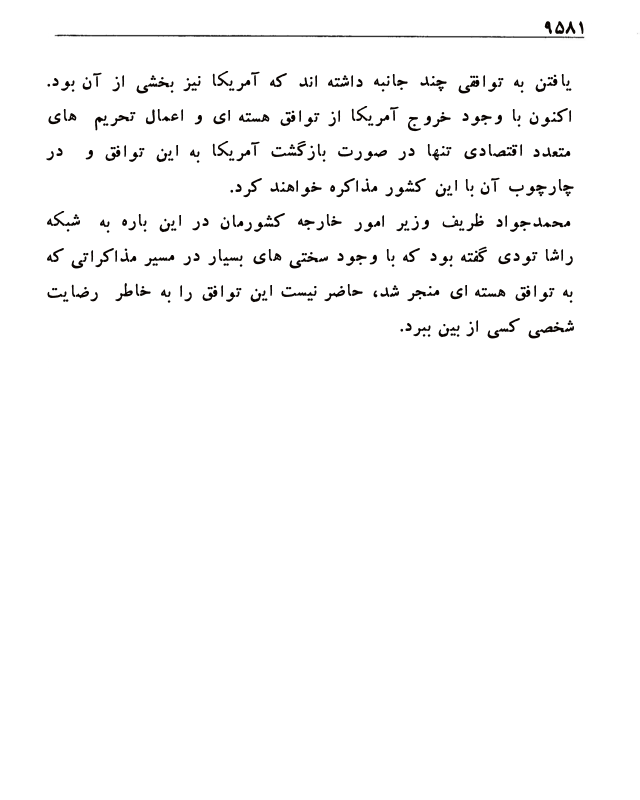 ۹۵۸۱
یافتن به توافقی چند جانبه داشته اند که آمریکا نیز بخشی از آن بود.
اکنون با وجود خروج آمریکا از توافق هسته ای و اعمال تحریم های
متعدد اقتصادی تنها در صورت بازگشت آمریکا به این توافق و در
چارچوب آن با این کشور مذاکره خواهند کرد.
محمدجواد ظریف وزیر امور خارجه کشورمان در این باره به شبکه
راشا تودی گفته بود که با وجود سختی های بسیار در مسیر مذاکراتی که
به توافق هسته ای منجر شد، حاضر نیست این توافق را به خاطر رضایت
شخصی کسی از بین ببرد.